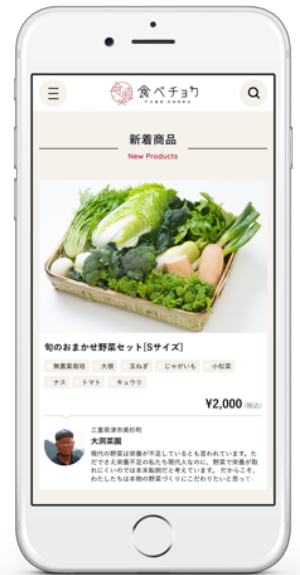 食べチョク
TABE CHOKU
新着商品
New Products
旬のおまかせ野菜セット[Sサイズ]
無農薬栽培 大根 玉ねぎ じゃがいも 小松菜
ナス トマト キュウリ
¥2,000 (税込)
三重県津市美杉町
大洞菜園
現代の野菜は栄養が不足しているとも言われています。た
だでさえ栄養不足の私たち現代人なのに、野菜で栄養が取
れにくいのでは本末転倒だと考えています。 だからこそ、
わたしたちは本物の野菜づくりにこだわりたいと思って